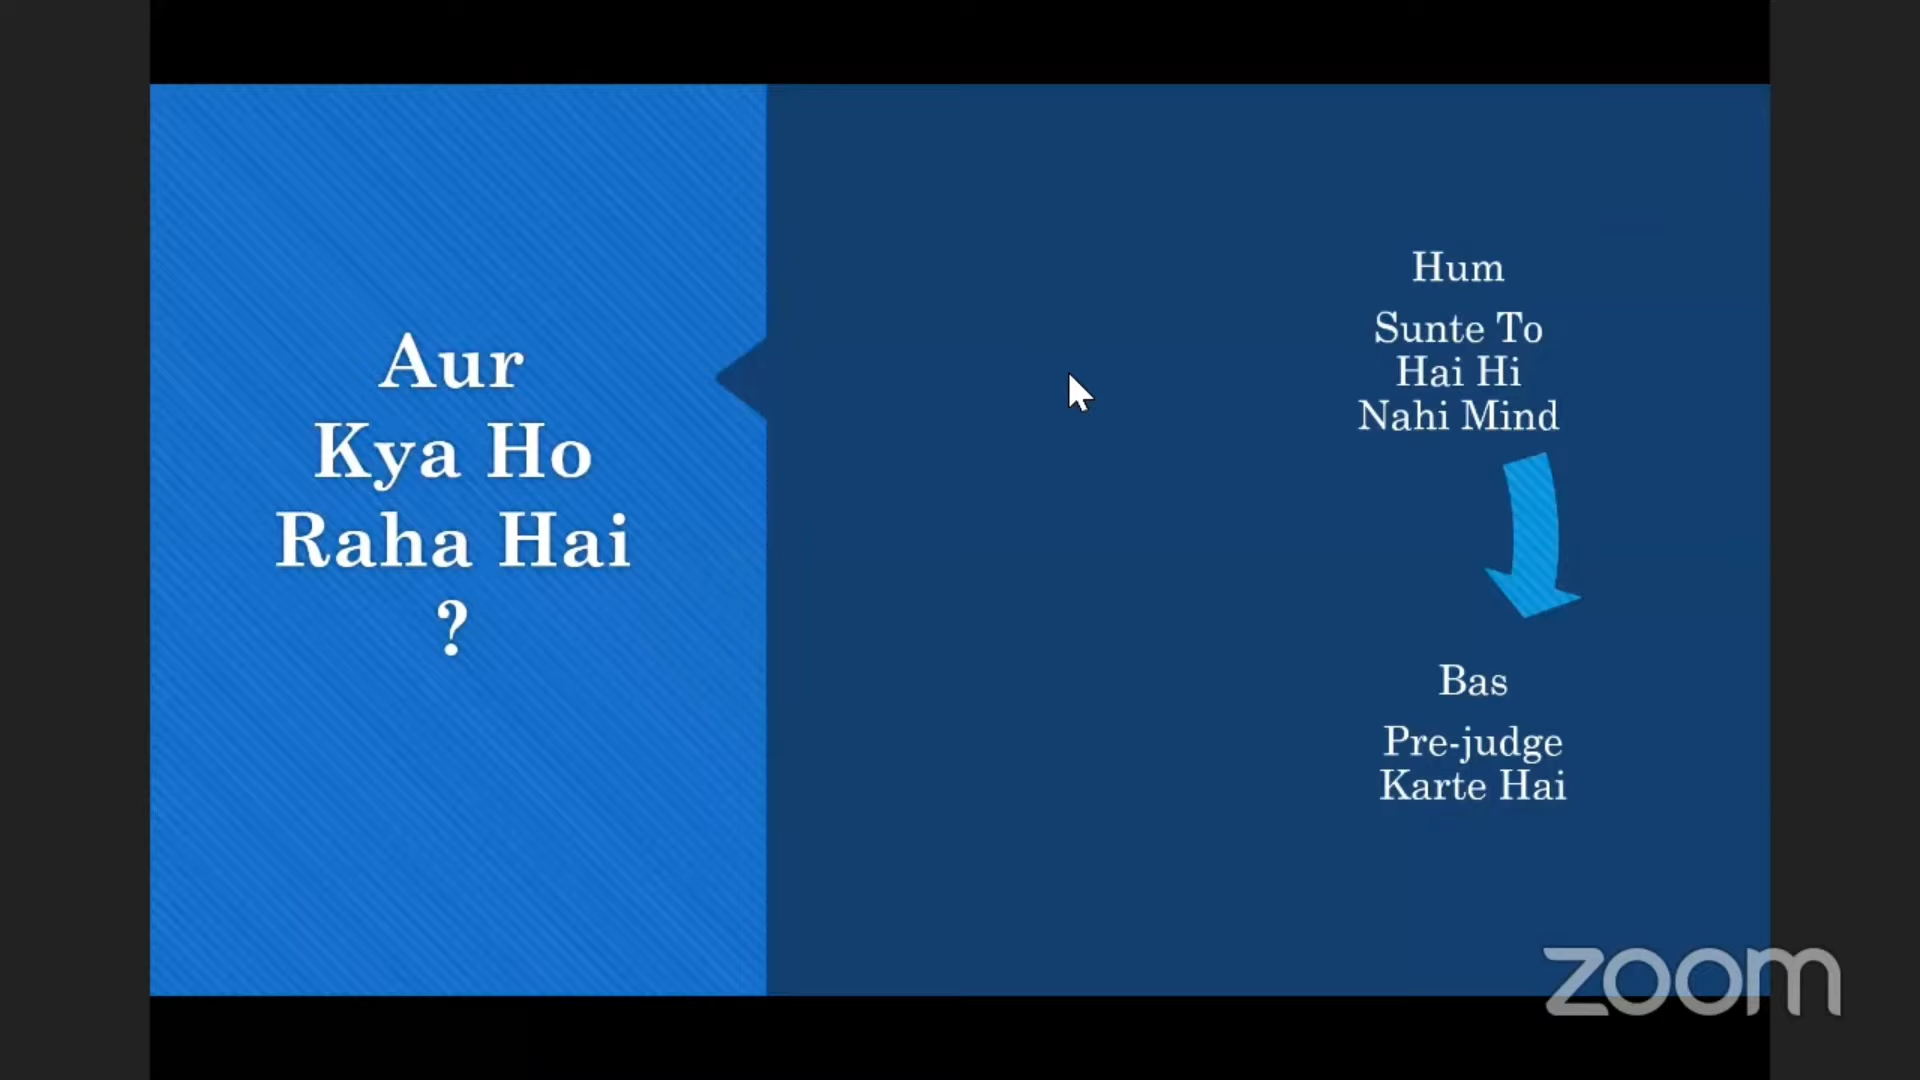 Aur
Kya Ho
Raha Hai
?
Hum
Sunte To
Hai Hi
Nahi Mind
Bas
Pre-judge
Karte Hai
zoom